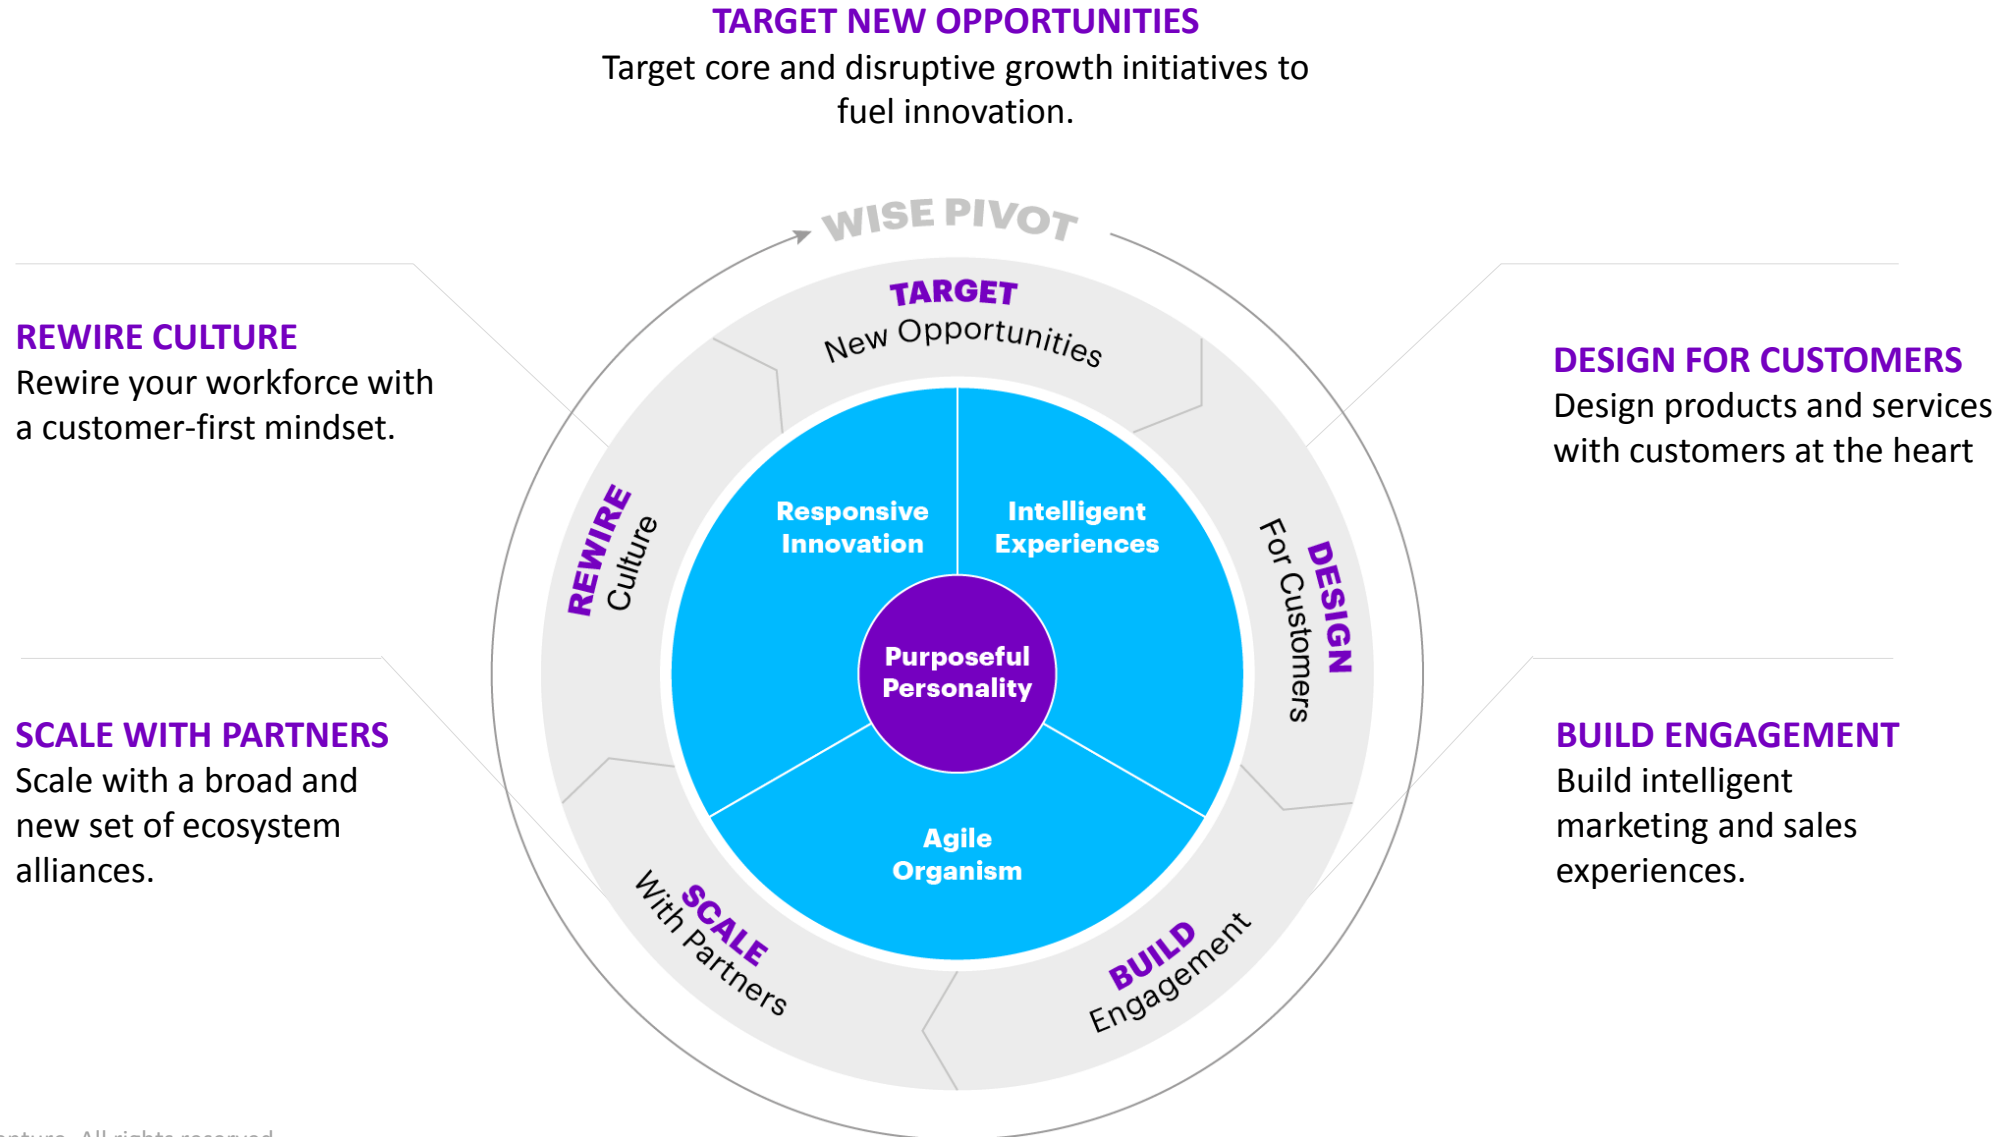 TARGET NEW OPPORTUNITIES
Target core and disruptive growth initiatives to
fuel innovation.
WISE PIVOT
TARGET
New Opportunities
REWIRE CULTURE
Rewire your workforce with
a customer-first mindset.
DESIGN FOR CUSTOMERS
Design products and services
with customers at the heart
REWIRE
Culture
Responsive
Innovation
Intelligent
Experiences
DESIGN
For Customers
Purposeful
Personality
SCALE WITH PARTNERS
Scale with a broad and
new set of ecosystem
alliances.
BUILD ENGAGEMENT
Build intelligent
marketing and sales
experiences.
Agile
Organism
SCALE
With Partners
BUILD
Engagement
All rights reserved